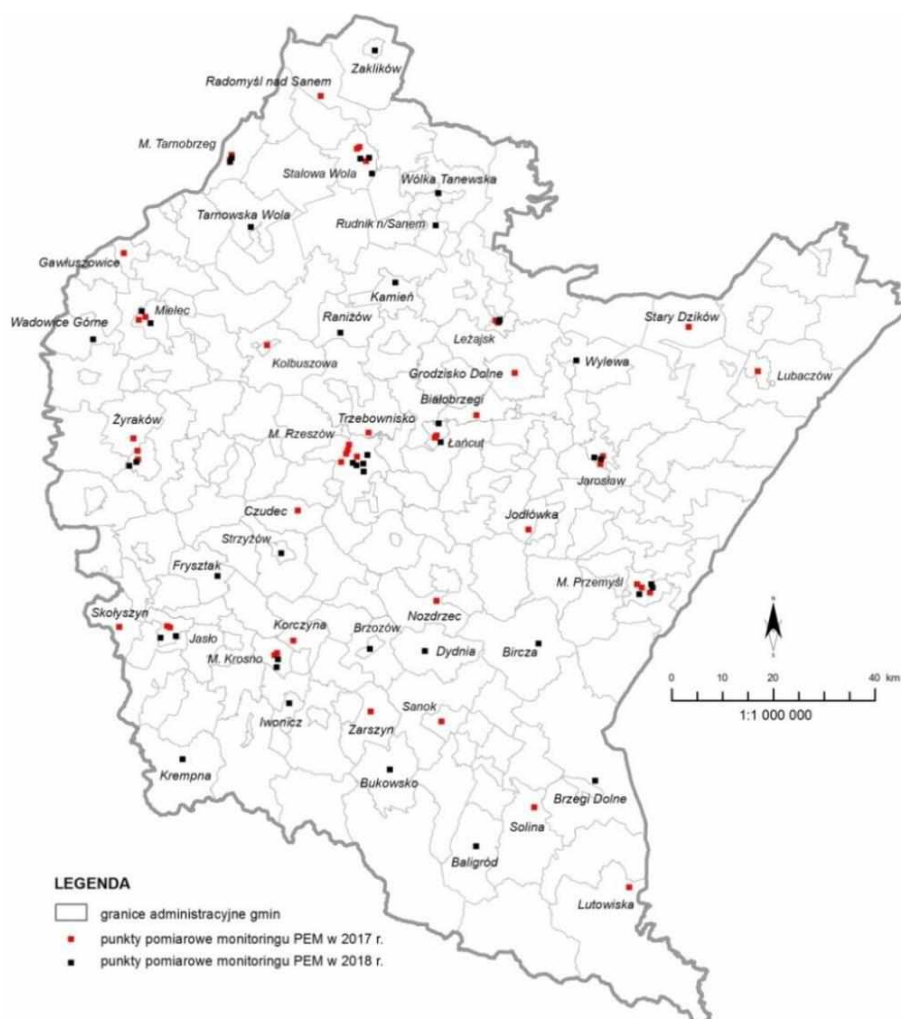 Zaklików
Radomyśl nad Sanem
M. Tarnobrzeg
Stalowa Wola
Wólka Tanewska
Tarnowska Wola
Rudnik n/Sanem
Gawłuszowice
Kamień
Mielec
Wadowice Górne
Raniżów
Leżajsk
Stary Dzików
Kolbuszowa
Wylewa
Grodzisko Dolne
Lubaczów
Białobrzegi
Żyraków
Trzebownisko
M. Rzeszów
Łańcut
Jarosław
Czudec
Jodłówka
Strzyżów
Frysztak
M. Przemyśl
Skołyszyn
Nozdrzec
Korczyna
Brzozów
Jasło
M. Krosno
Dydnia
Bircza
Iwonicz
Zarszyn
Sanok
Krempna
Bukowsko
Brzegi Dolne
Solina
Baligród
Lutowiska
0 10 20 40 km
1:1 000 000
LEGENDA
granice administracyjne gmin
punkty pomiarowe monitoringu PEM w 2017 r.
punkty pomiarowe monitoringu PEM w 2018 r.